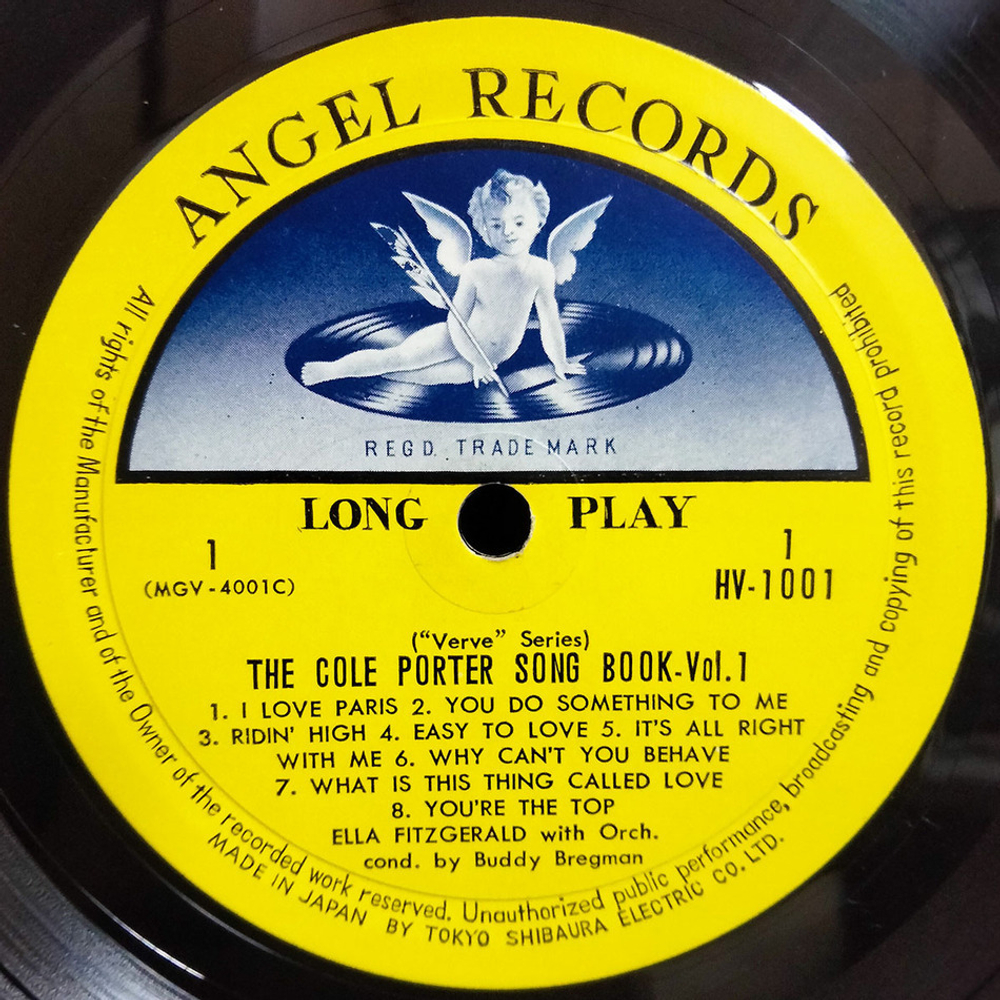 ANGEL RECORDS
REGD. TRADE MARK
LONG PLAY
1
(MGV-4001C)
1
HV-1001
("Verve" Series)
THE COLE PORTER SONG BOOK-Vol.1
1. I LOVE PARIS 2. YOU DO SOMETHING TO ME
3. RIDIN' HIGH 4. EASY TO LOVE 5. IT'S ALL RIGHT
WITH ME 6. WHY CAN'T YOU BEHAVE
7. WHAT IS THIS THING CALLED LOVE
8. YOU'RE THE TOP
ELLA FITZGERALD with Orch.
cond. by Buddy Bregman
All rights of the Manufacturer and of the Owner of the recorded work reserved. Unauthorized public performance, broadcasting and copying of this record prohibited
MADE IN JAPAN BY TOKYO SHIBAURA ELECTRIC CO. LTD.